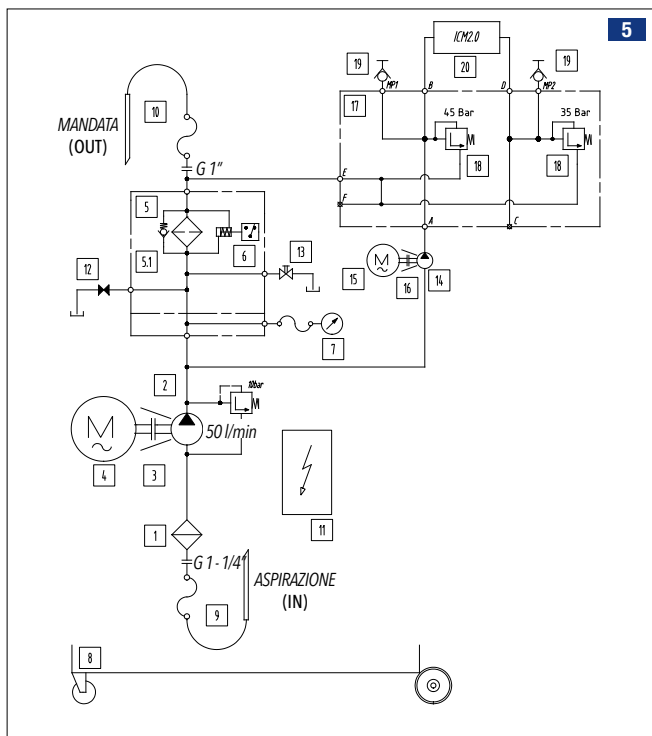 5
ICM2.0
20
19
19
MP1
B
D
MP2
17
45 Bar
35 Bar
M
M
18
18
10
MANDATA
(OUT)
G 1"
E
F
A
C
5
6
5.1
13
12
15
M
16
14
7
2
10bar
M
M
50 l/min
4
3
11
1
G 1 - 1/4"
ASPIRAZIONE
(IN)
9
8